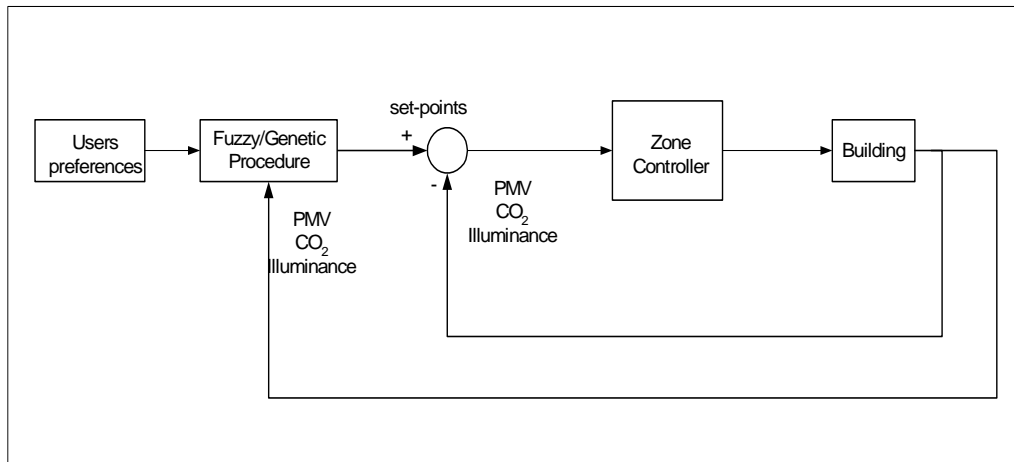 set-points
Users
preferences
Fuzzy/Genetic
Procedure
+
-
Zone
Controller
Building
PMV
CO₂
Illuminance
PMV
CO₂
Illuminance